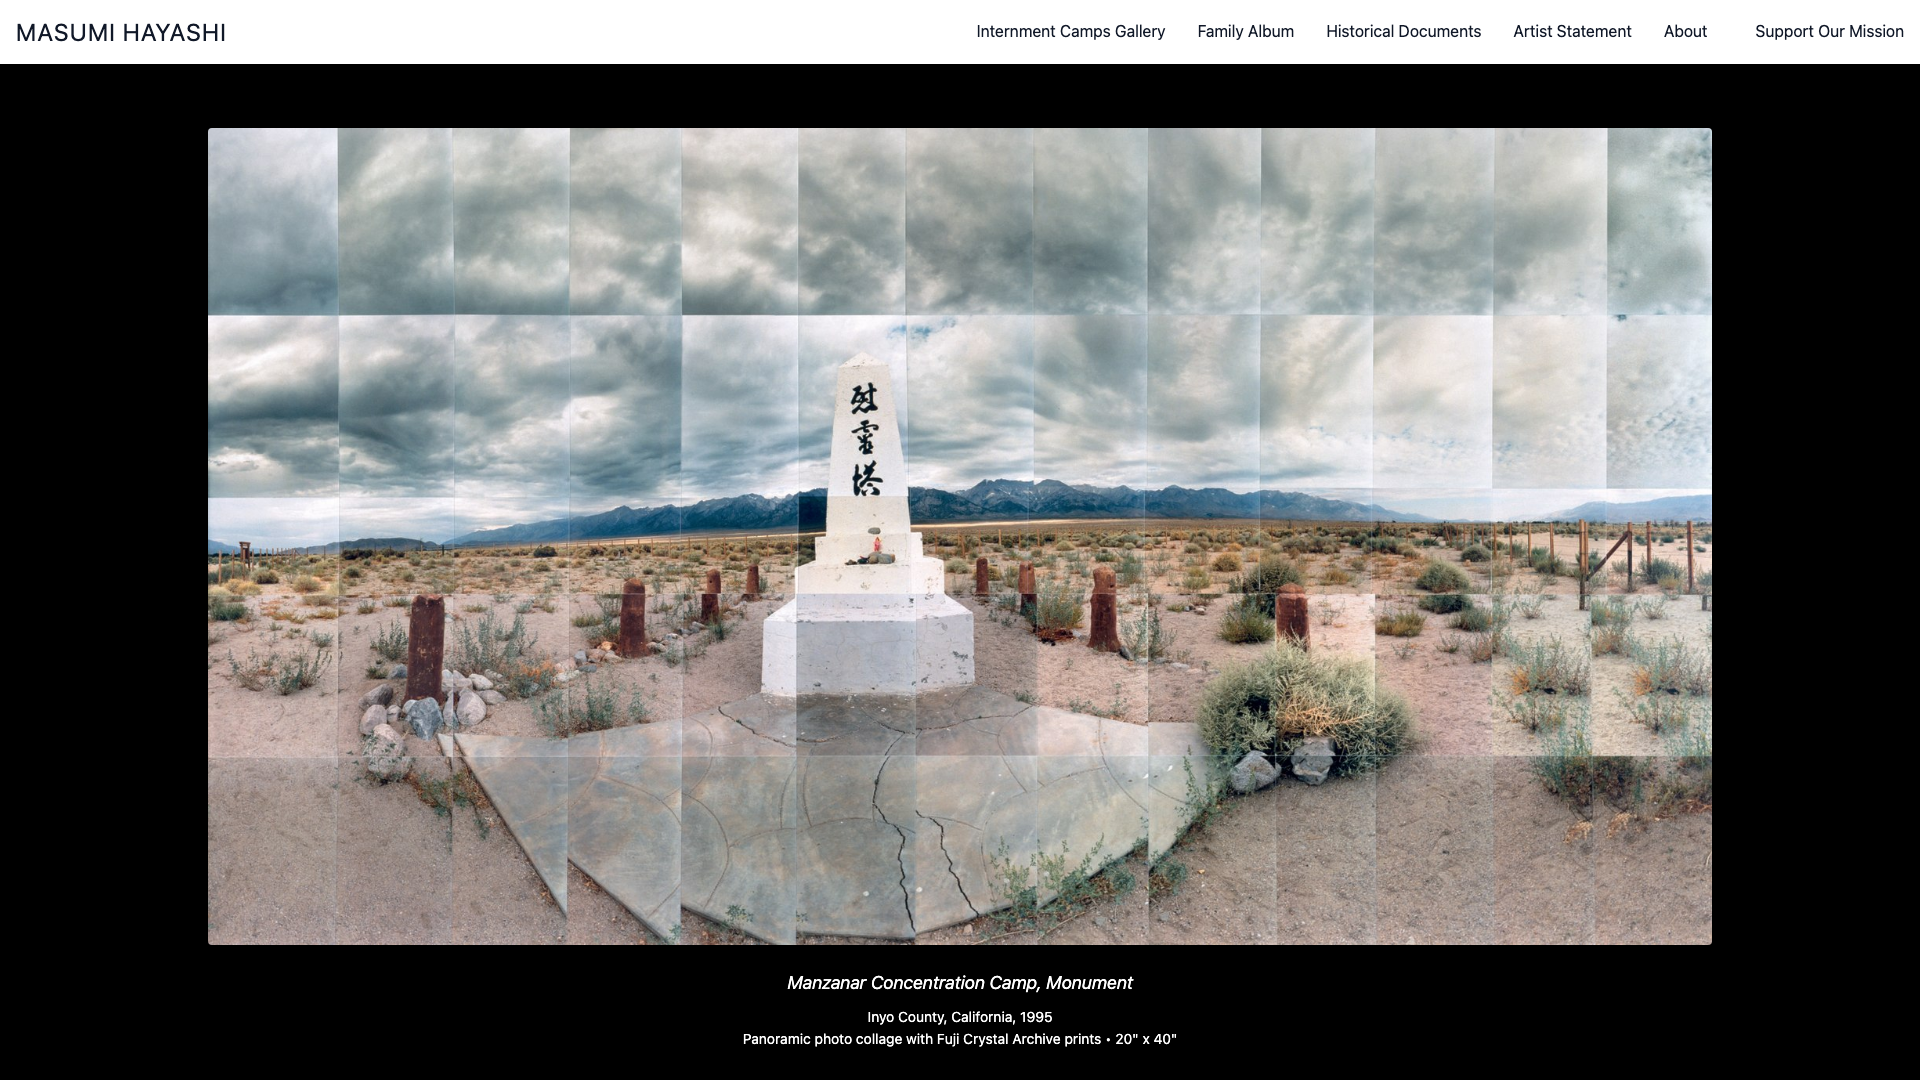 MASUMI HAYASHI
Internment Camps Gallery
Family Album
Historical Documents
Artist Statement
About
Support Our Mission
慰
霊
塔
Manzanar Concentration Camp, Monument
Inyo County, California, 1995
Panoramic photo collage with Fuji Crystal Archive prints • 20" x 40"